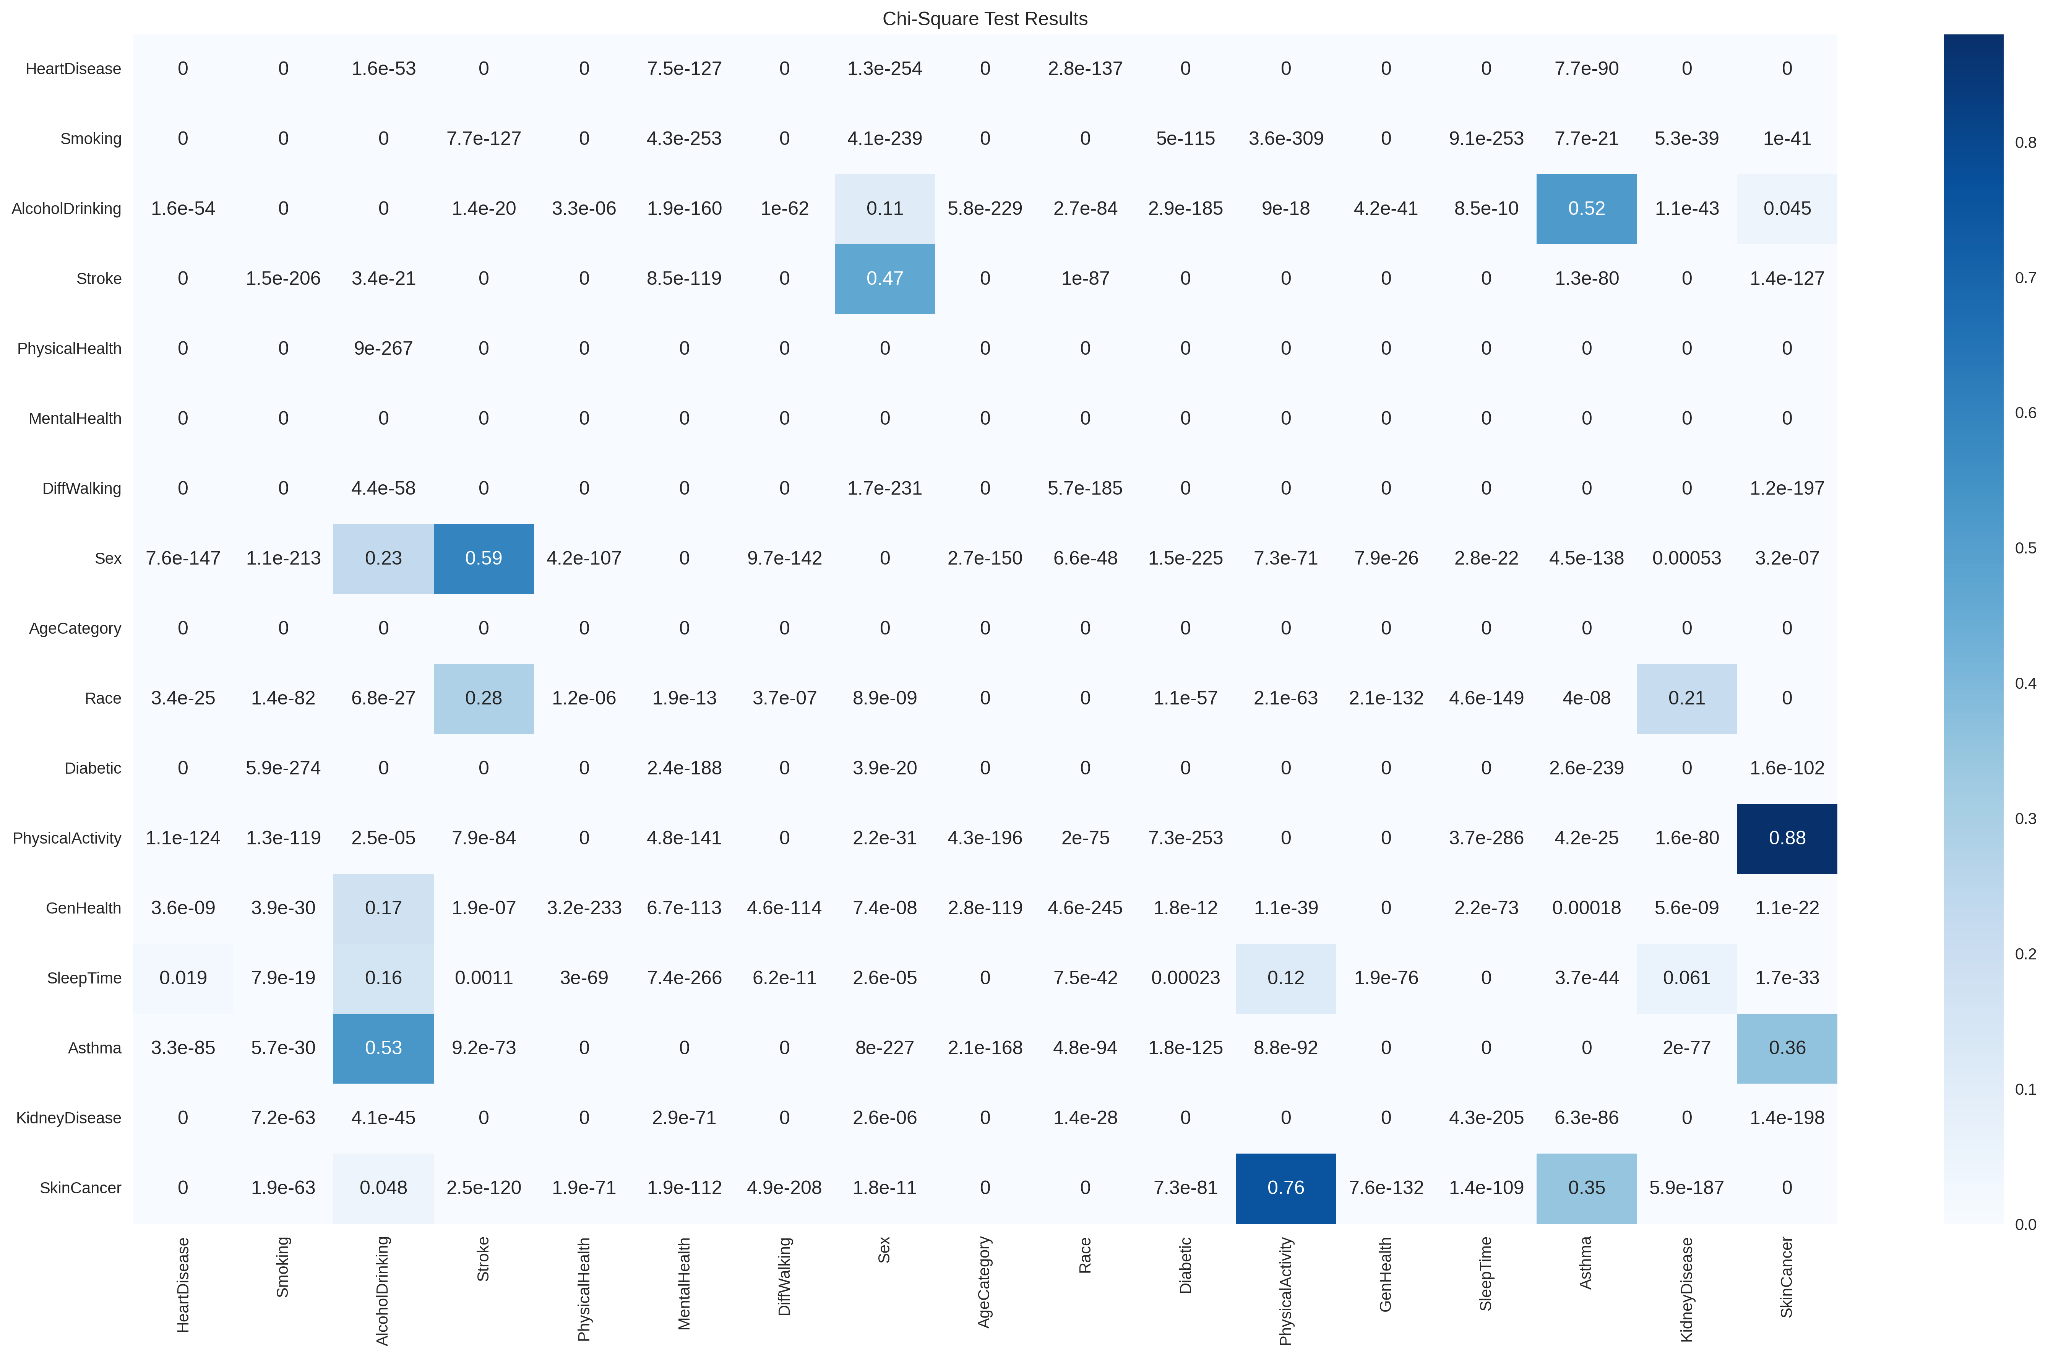 Chi-Square Test Results
HeartDisease 0 0 1.6e-53 0 0 7.5e-127 0 1.3e-254 0 2.8e-137 0 0 0 0 7.7e-90 0 0
Smoking 0 0 0 7.7e-127 0 4.3e-253 0 4.1e-239 0 0 5e-115 3.6e-309 0 9.1e-253 7.7e-21 5.3e-39 1e-41
AlcoholDrinking 1.6e-54 0 0 1.4e-20 3.3e-06 1.9e-160 1e-62 0.11 5.8e-229 2.7e-84 2.9e-185 9e-18 4.2e-41 8.5e-10 0.52 1.1e-43 0.045
Stroke 0 1.5e-206 3.4e-21 0 0 8.5e-119 0 0.47 0 1e-87 0 0 0 0 1.3e-80 0 1.4e-127
PhysicalHealth 0 0 9e-267 0 0 0 0 0 0 0 0 0 0 0 0 0 0
MentalHealth 0 0 0 0 0 0 0 0 0 0 0 0 0 0 0 0 0
DiffWalking 0 0 4.4e-58 0 0 0 0 1.7e-231 0 5.7e-185 0 0 0 0 0 0 1.2e-197
Sex 7.6e-147 1.1e-213 0.23 0.59 4.2e-107 0 9.7e-142 0 2.7e-150 6.6e-48 1.5e-225 7.3e-71 7.9e-26 2.8e-22 4.5e-138 0.00053 3.2e-07
AgeCategory 0 0 0 0 0 0 0 0 0 0 0 0 0 0 0 0 0
Race 3.4e-25 1.4e-82 6.8e-27 0.28 1.2e-06 1.9e-13 3.7e-07 8.9e-09 0 0 1.1e-57 2.1e-63 2.1e-132 4.6e-149 4e-08 0.21 0
Diabetic 0 5.9e-274 0 0 0 2.4e-188 0 3.9e-20 0 0 0 0 0 0 2.6e-239 0 1.6e-102
PhysicalActivity 1.1e-124 1.3e-119 2.5e-05 7.9e-84 0 4.8e-141 0 2.2e-31 4.3e-196 2e-75 7.3e-253 0 0 3.7e-286 4.2e-25 1.6e-80 0.88
GenHealth 3.6e-09 3.9e-30 0.17 1.9e-07 3.2e-233 6.7e-113 4.6e-114 7.4e-08 2.8e-119 4.6e-245 1.8e-12 1.1e-39 0 2.2e-73 0.00018 5.6e-09 1.1e-22
SleepTime 0.019 7.9e-19 0.16 0.0011 3e-69 7.4e-266 6.2e-11 2.6e-05 0 7.5e-42 0.00023 0.12 1.9e-76 0 3.7e-44 0.061 1.7e-33
Asthma 3.3e-85 5.7e-30 0.53 9.2e-73 0 0 0 8e-227 2.1e-168 4.8e-94 1.8e-125 8.8e-92 0 0 0 2e-77 0.36
KidneyDisease 0 7.2e-63 4.1e-45 0 0 2.9e-71 0 2.6e-06 0 1.4e-28 0 0 0 4.3e-205 6.3e-86 0 1.4e-198
SkinCancer 0 1.9e-63 0.048 2.5e-120 1.9e-71 1.9e-112 4.9e-208 1.8e-11 0 0 7.3e-81 0.76 7.6e-132 1.4e-109 0.35 5.9e-187 0
HeartDisease
Smoking
AlcoholDrinking
Stroke
PhysicalHealth
MentalHealth
DiffWalking
Sex
AgeCategory
Race
Diabetic
PhysicalActivity
GenHealth
SleepTime
Asthma
KidneyDisease
SkinCancer
0.8
0.7
0.6
0.5
0.4
0.3
0.2
0.1
0.0